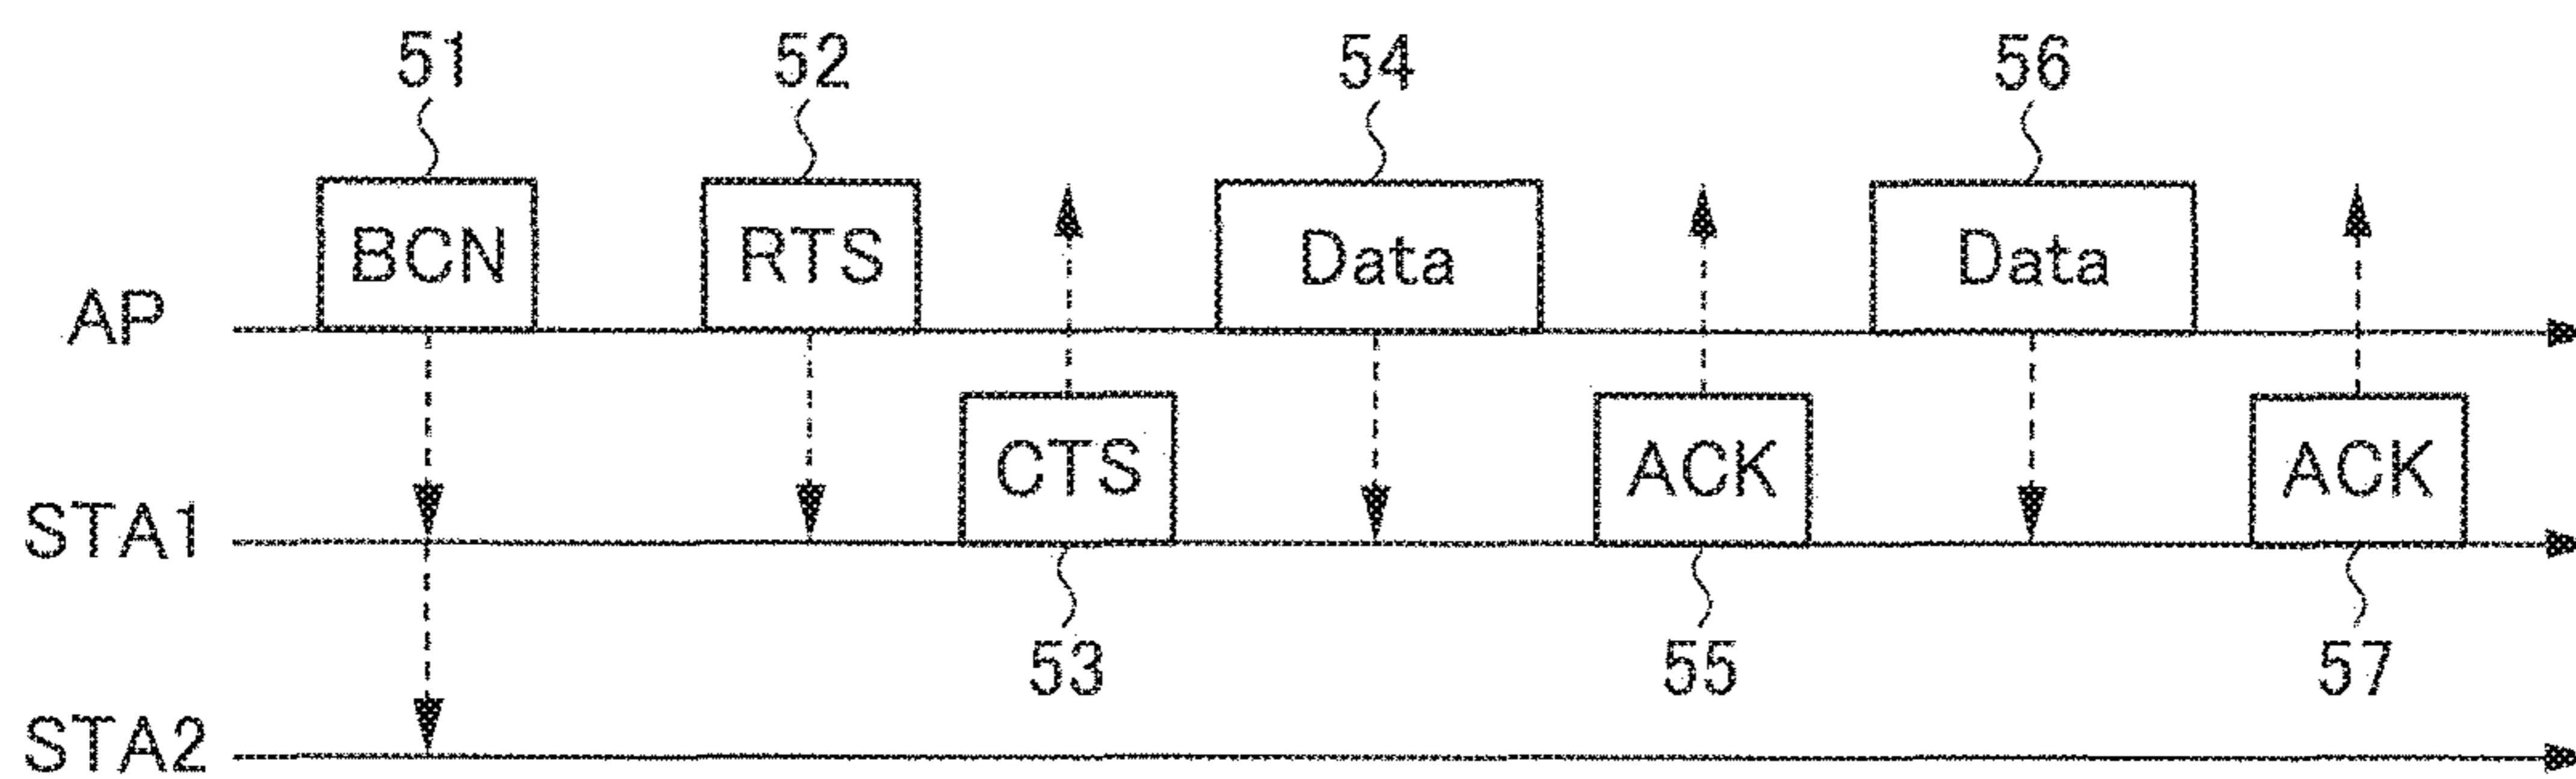 51 52 54 56
BCN RTS Data Data
AP
CTS ACK ACK
STA1
53 55 57
STA2